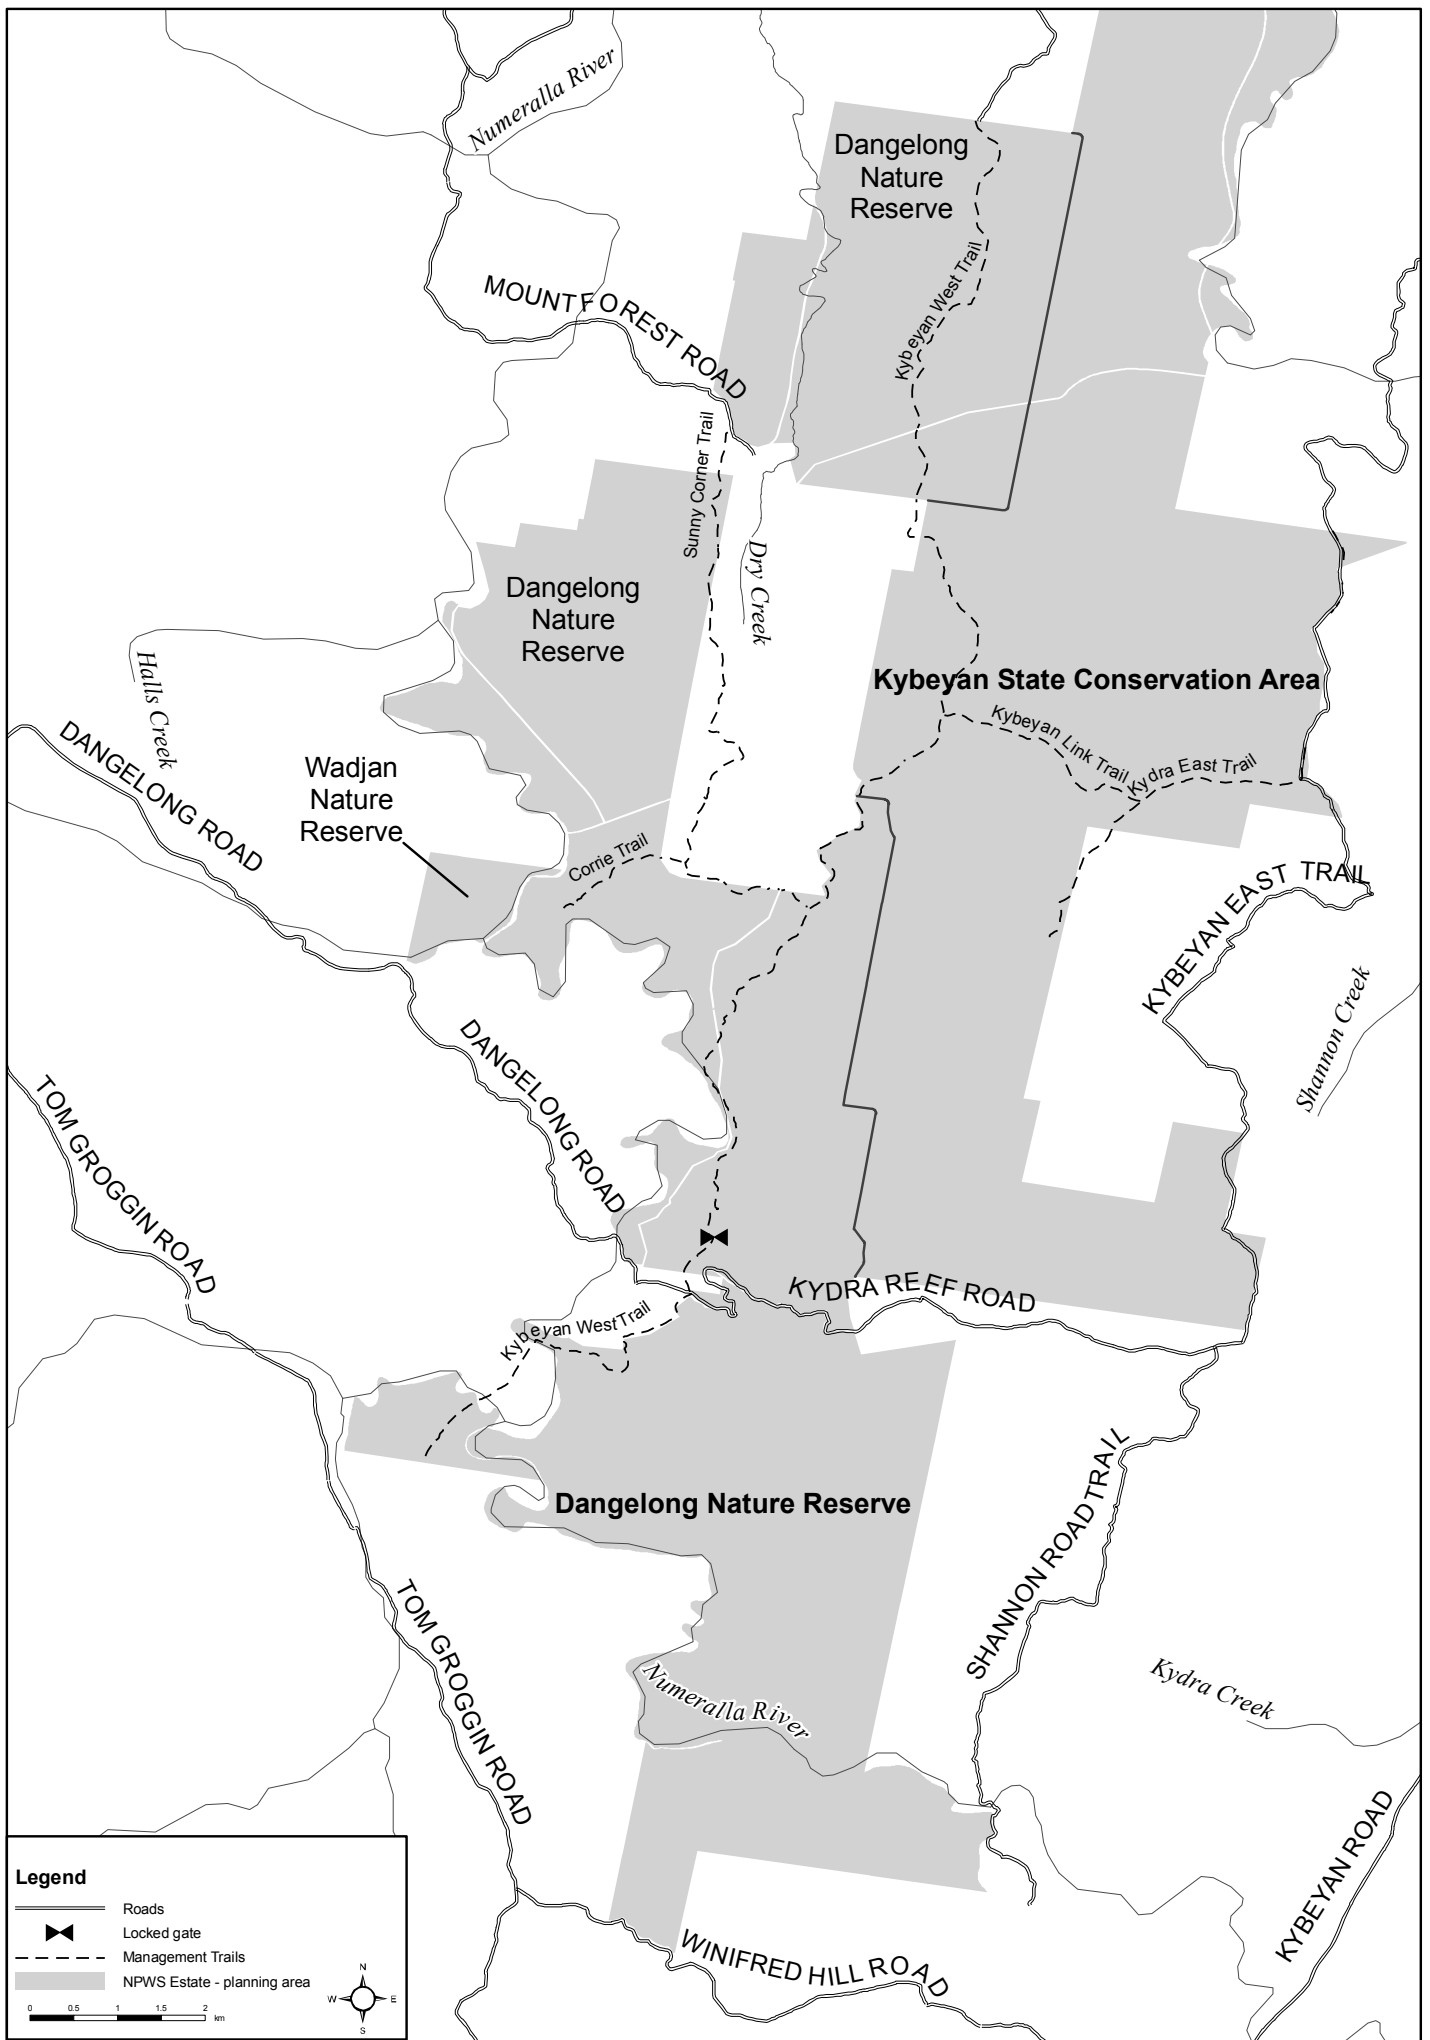 Numeralla River
Dangelong
Nature
Reserve
Kybeyan West Trail
MOUNT FOREST ROAD
Sunny Corner Trail
Dry Creek
Dangelong
Nature
Reserve
Halls Creek
Kybeyan State Conservation Area
Kybeyan Link Trail
Kydra East Trail
DANGELONG ROAD
Wadjan
Nature
Reserve
Corrie Trail
KYBEYAN EAST TRAIL
Shannon Creek
DANGELONG ROAD
TOM GROGGIN ROAD
KYDRA REEF ROAD
Kybeyan West Trail
SHANNON ROAD TRAIL
Dangelong Nature Reserve
TOM GROGGIN ROAD
Numeralla River
Kydra Creek
KYBEYAN ROAD
WINIFRED HILL ROAD
Legend
Roads
Locked gate
Management Trails
NPWS Estate - planning area
0 0.5 1 1.5 2
km
N
W E
S